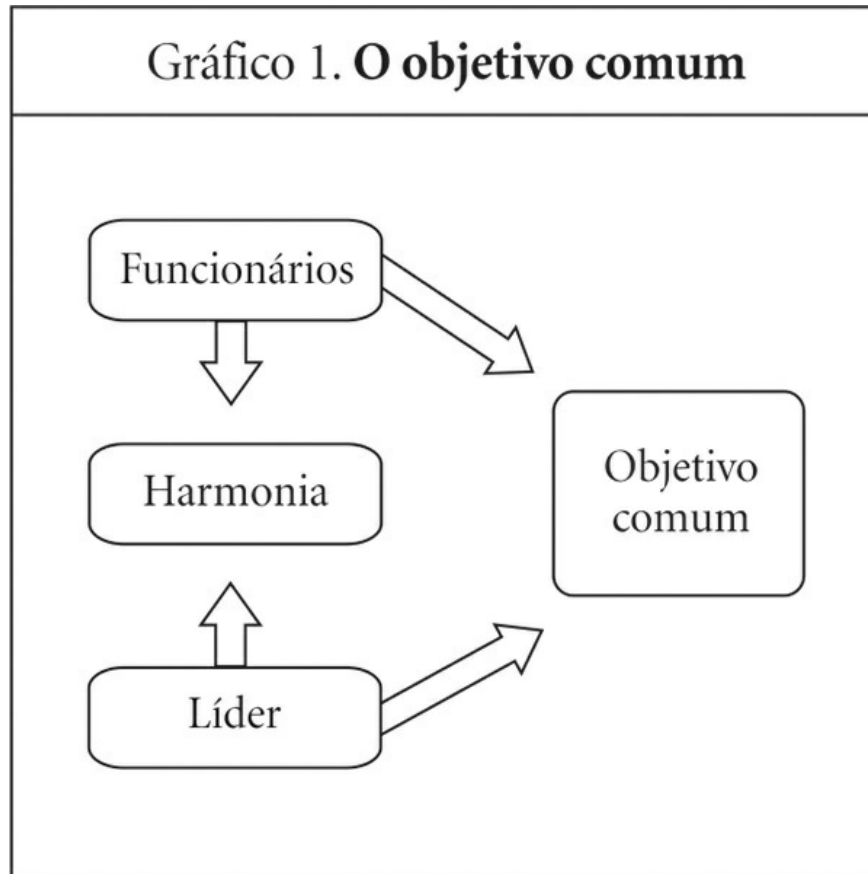 Gráfico 1. O objetivo comum
Funcionários
Harmonia
Objetivo
comum
Líder